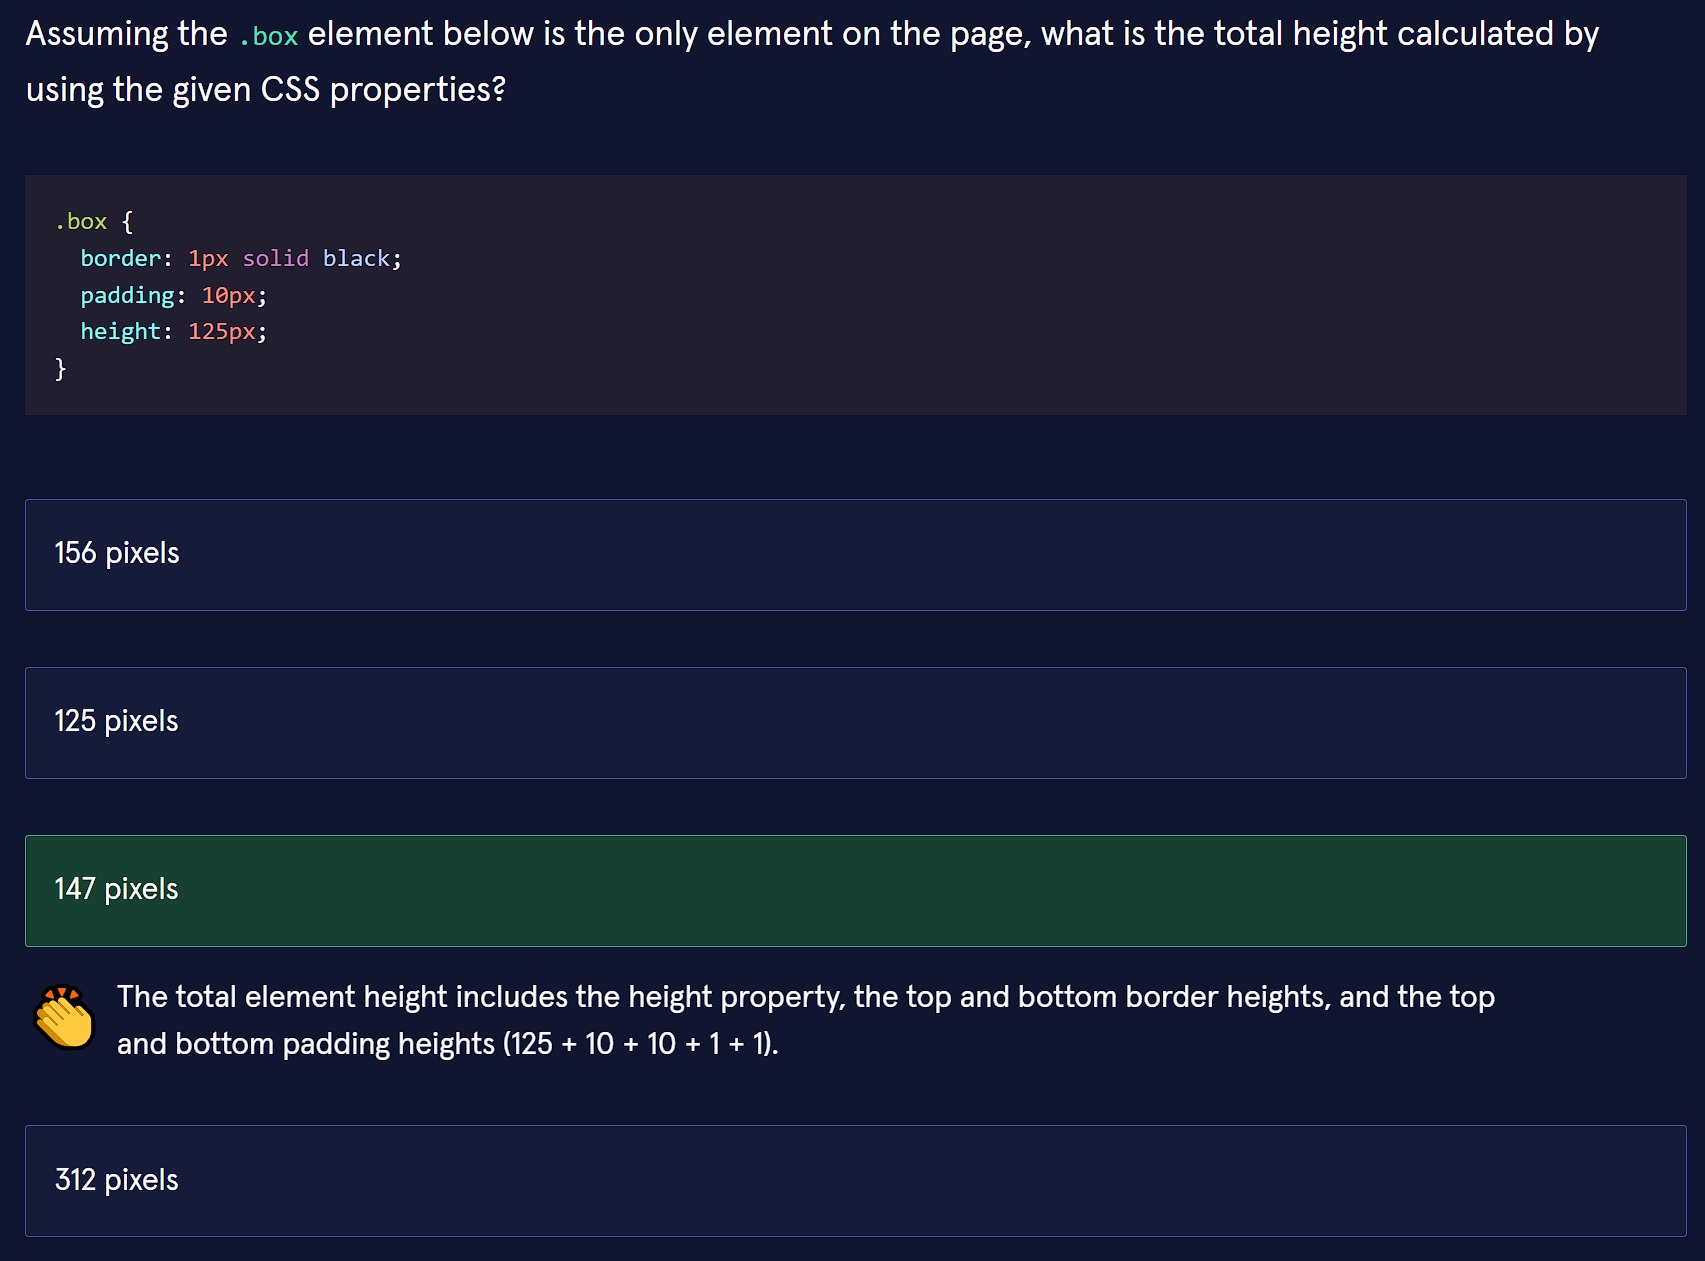 Assuming the .box element below is the only element on the page, what is the total height calculated by
using the given CSS properties?
.box {
  border: 1px solid black;
  padding: 10px;
  height: 125px;
}
156 pixels
125 pixels
147 pixels
The total element height includes the height property, the top and bottom border heights, and the top
and bottom padding heights (125 + 10 + 10 + 1 + 1).
312 pixels